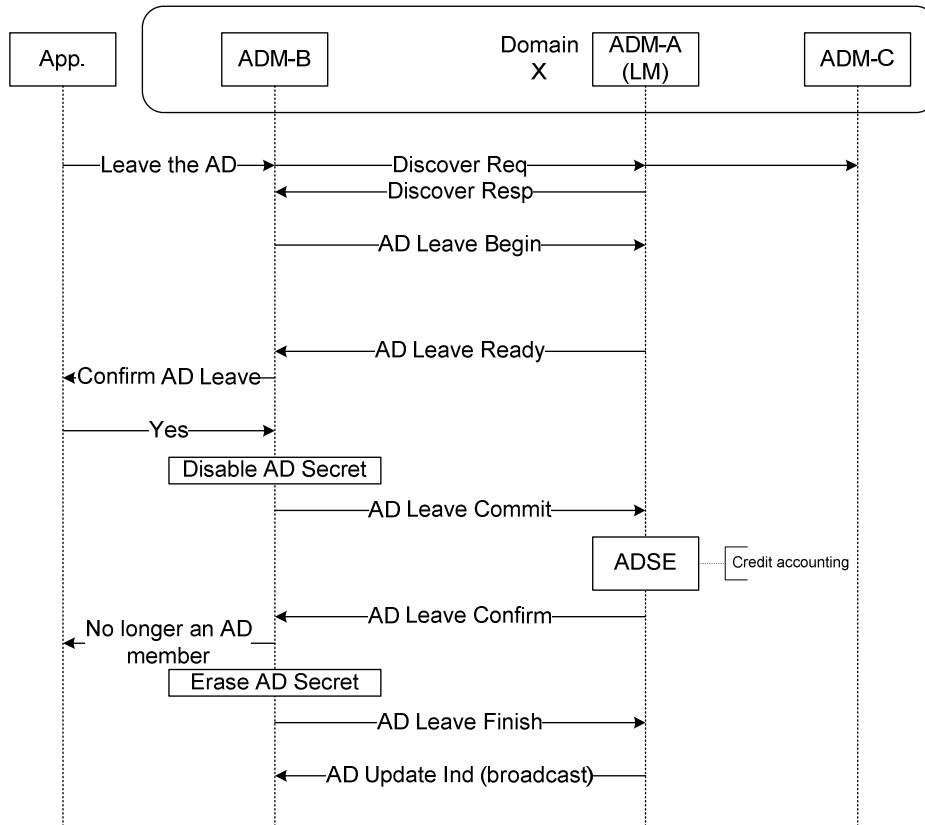 App.
ADM-B
Domain
X
ADM-A
(LM)
ADM-C
Leave the AD
Discover Req
Discover Resp
AD Leave Begin
AD Leave Ready
Confirm AD Leave
Yes
Disable AD Secret
AD Leave Commit
ADSE
Credit accounting
AD Leave Confirm
No longer an AD
member
Erase AD Secret
AD Leave Finish
AD Update Ind (broadcast)